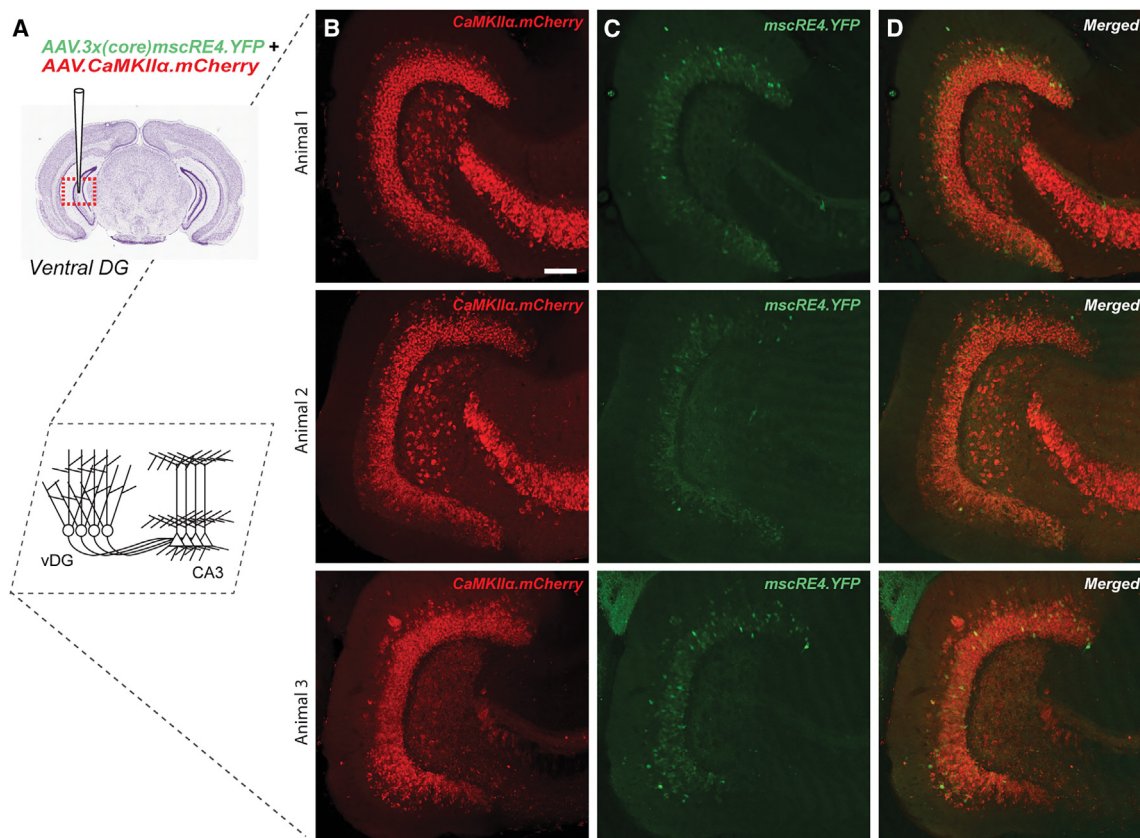 A
AAV.3x(core)mscRE4.YFP +
AAV.CaMKIIα.mCherry
Ventral DG
vDG
CA3
B
CaMKIIα.mCherry
C
mscRE4.YFP
D
Merged
Animal 1
CaMKIIα.mCherry
mscRE4.YFP
Merged
Animal 2
CaMKIIα.mCherry
mscRE4.YFP
Merged
Animal 3